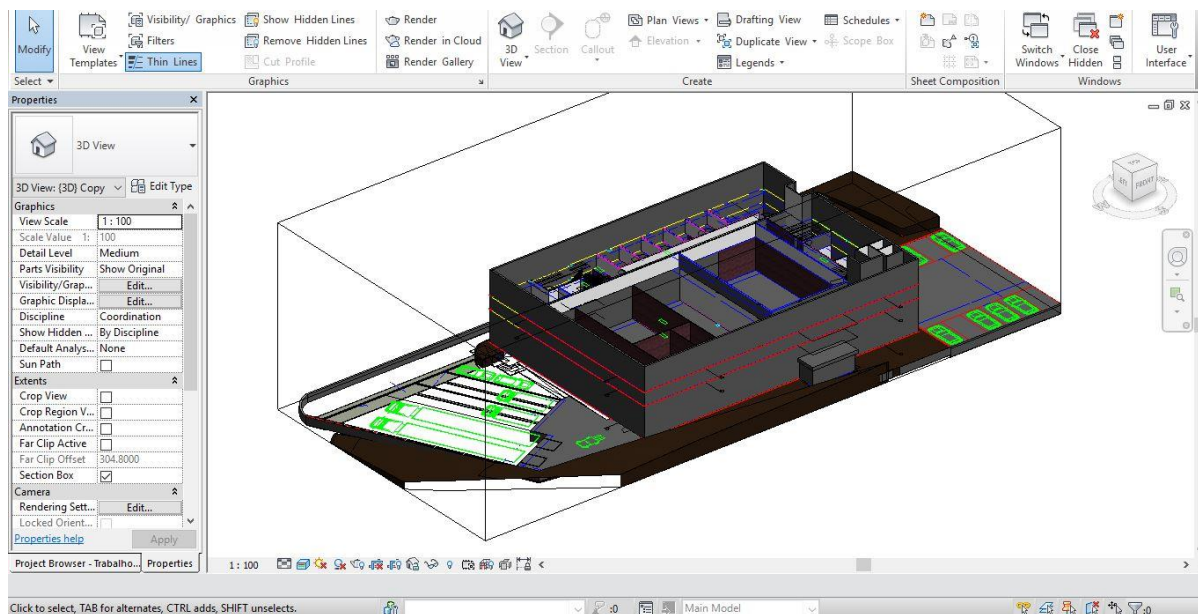 Visibility/ Graphics
Show Hidden Lines
Render
Plan Views
Drafting View
Schedules
Filters
Remove Hidden Lines
Render in Cloud
Elevation
Duplicate View
Scope Box
Modify
View Templates
Thin Lines
Cut Profile
Render Gallery
3D View
Section
Callout
Legends
Switch Windows
Close Hidden
User Interface
Select
Graphics
Create
Sheet Composition
Windows
Properties
3D View
3D View: {3D} Copy
Edit Type
Graphics
View Scale 1 : 100
Scale Value 1: 100
Detail Level Medium
Parts Visibility Show Original
Visibility/Grap... Edit...
Graphic Displa... Edit...
Discipline Coordination
Show Hidden ... By Discipline
Default Analys... None
Sun Path
Extents
Crop View
Crop Region V...
Annotation Cr...
Far Clip Active
Far Clip Offset 304.8000
Section Box
Camera
Rendering Sett... Edit...
Locked Orient...
Properties help
Apply
Project Browser - Trabalho...
Properties
1 : 100
FRONT
Click to select, TAB for alternates, CTRL adds, SHIFT unselects.
:0
Main Model
:0